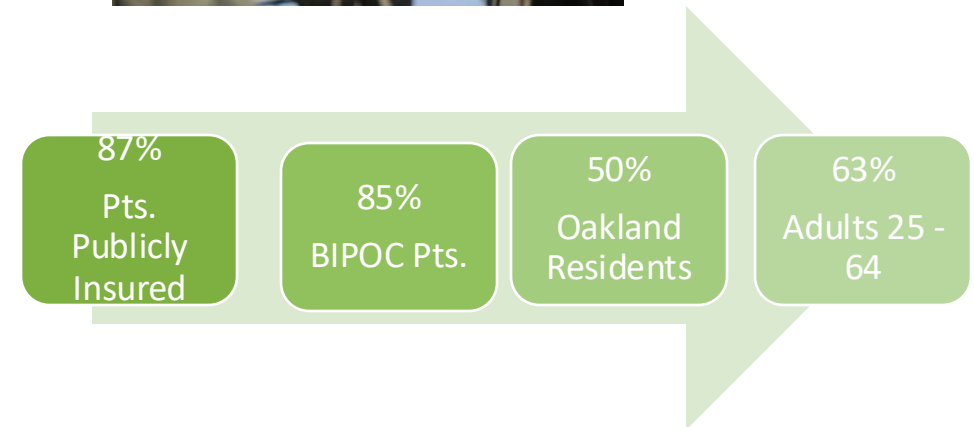 87%
Pts.
Publicly
Insured
85%
BIPOC Pts.
50%
Oakland
Residents
63%
Adults 25 -
64